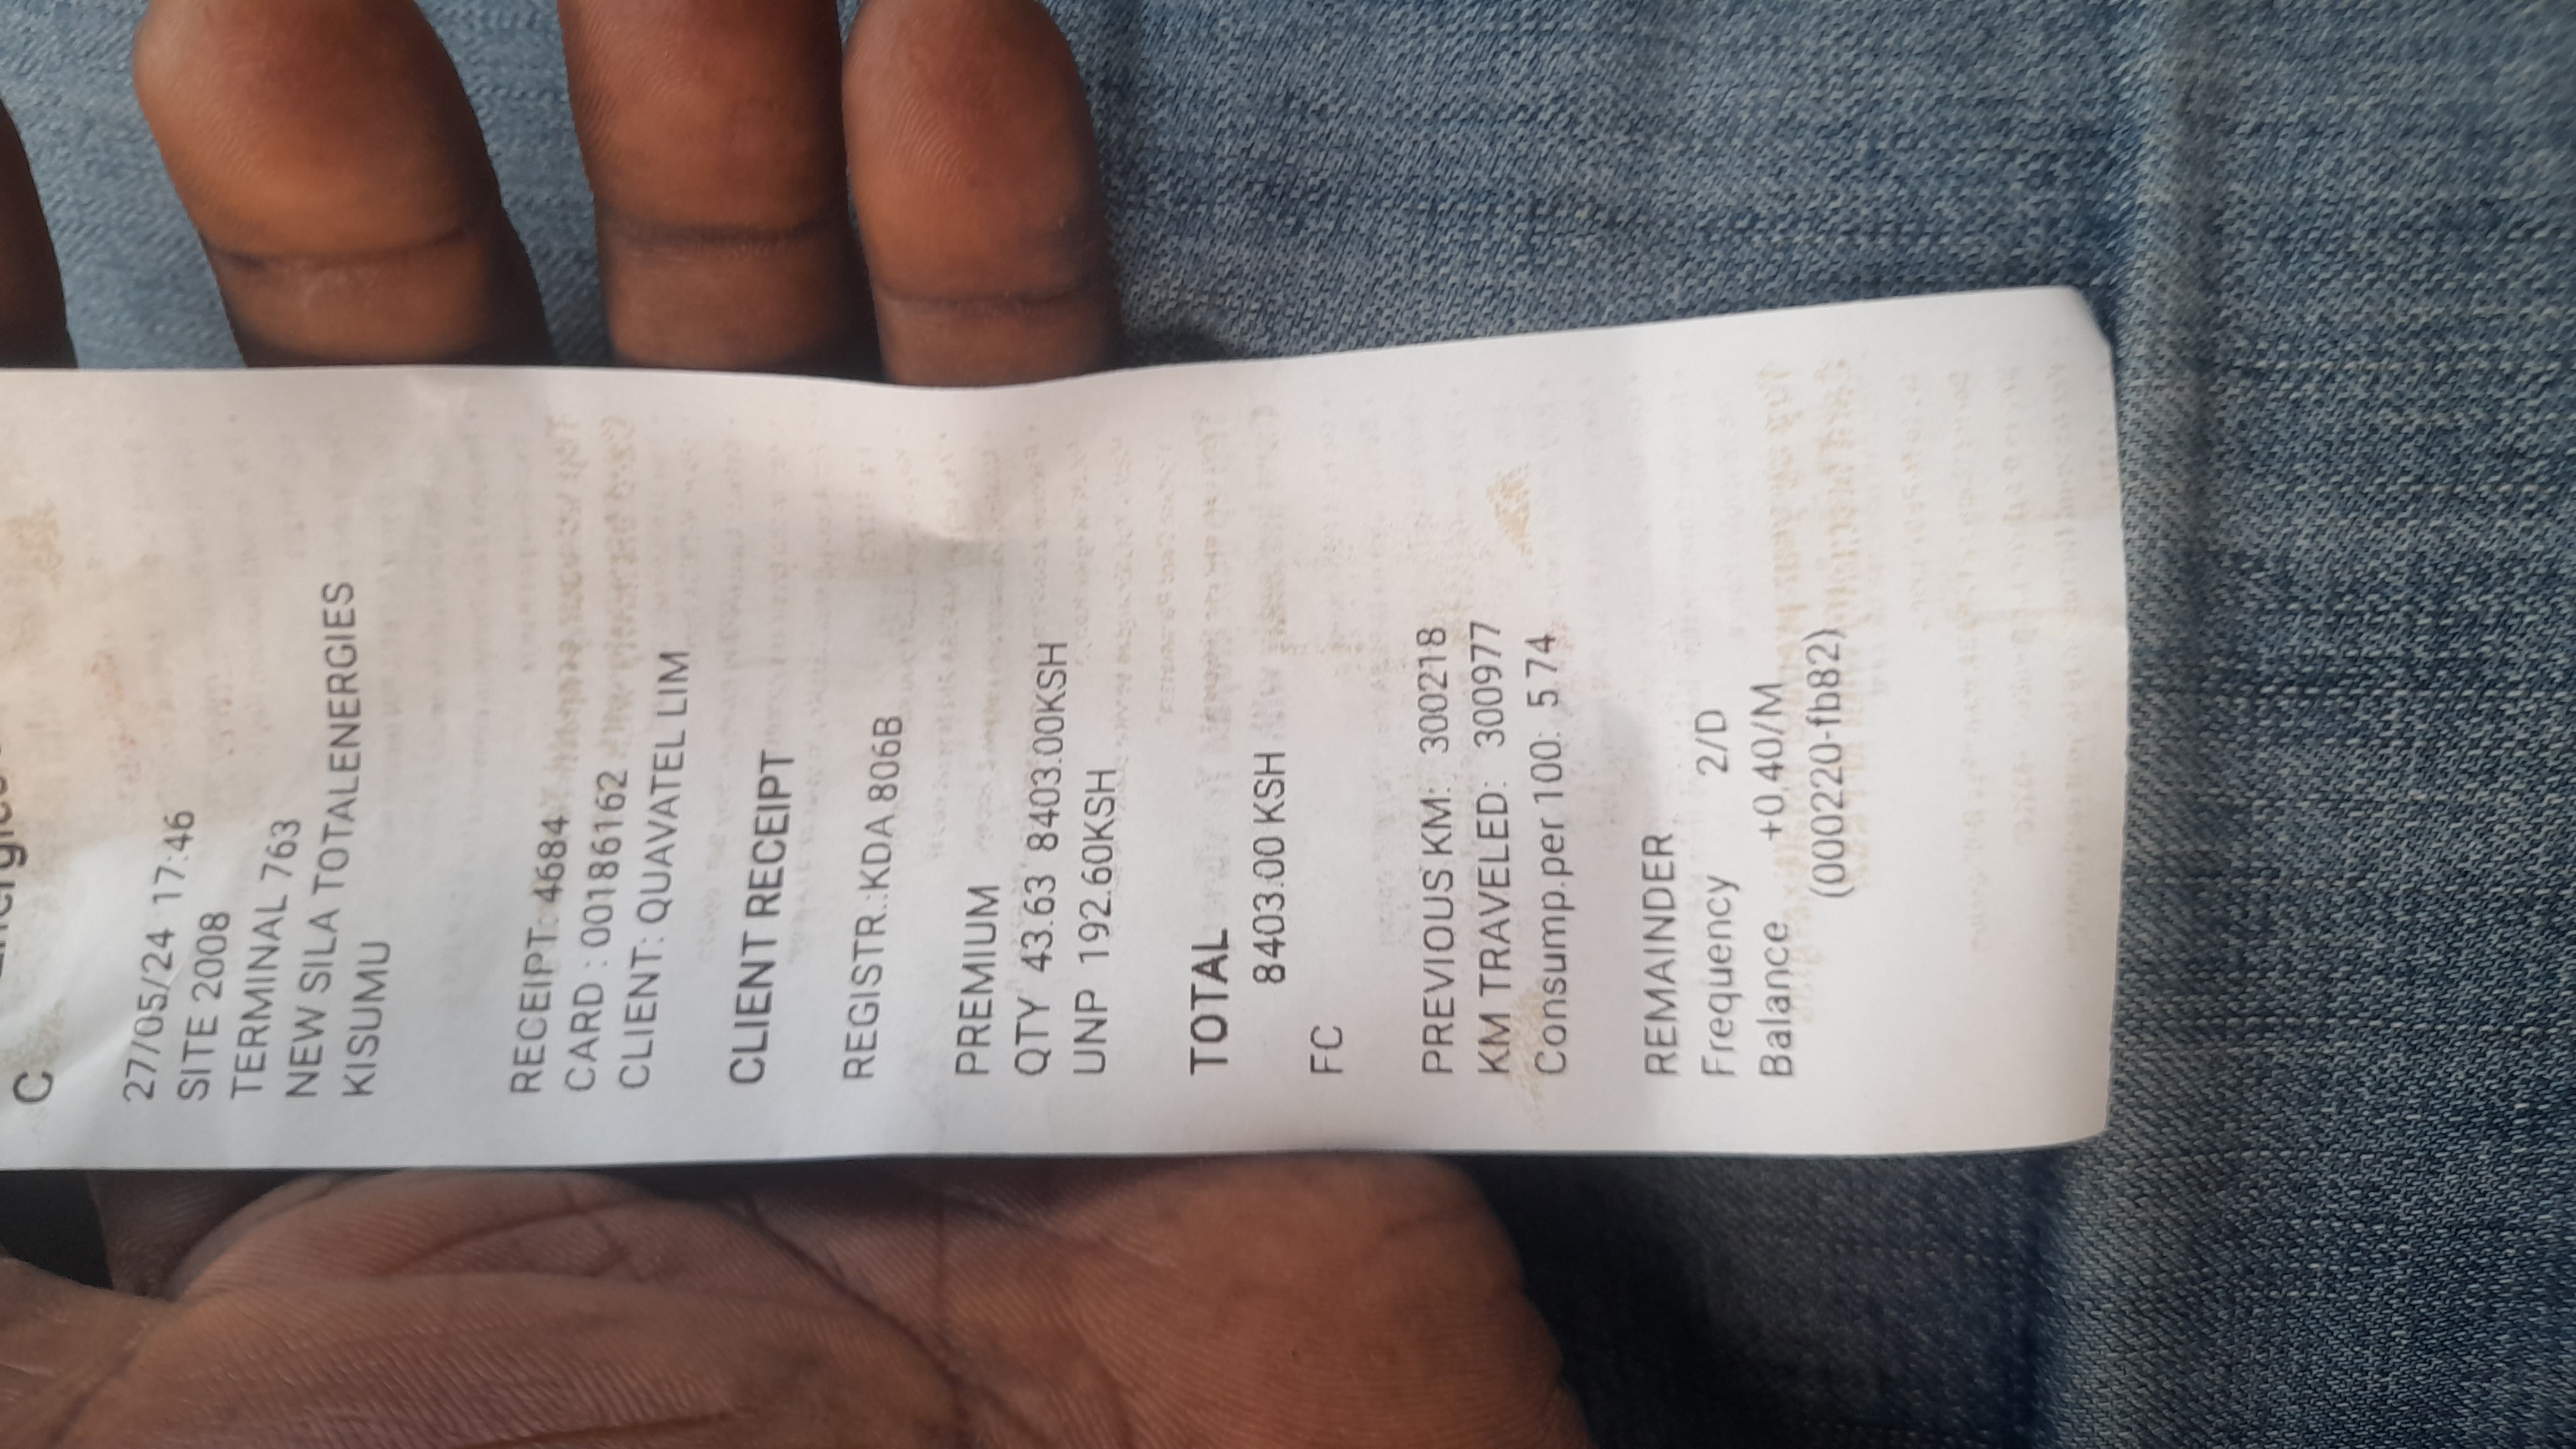 C
27/05/24 17:46
SITE 2008
TERMINAL 763
NEW SILA TOTALENERGIES
KISUMU
RECEIPT: 4684
CARD : 00186162
CLIENT: QUAVATEL LIM
CLIENT RECEIPT
REGISTR.:KDA 806B
PREMIUM
QTY 43.63 8403.00KSH
UNP 192.60KSH
TOTAL
8403.00 KSH
FC
PREVIOUS KM: 300218
KM TRAVELED: 300977
Consump.per 100: 5.74
REMAINDER
Frequency 2/D
Balance +0.40/M
(000220-fb82)